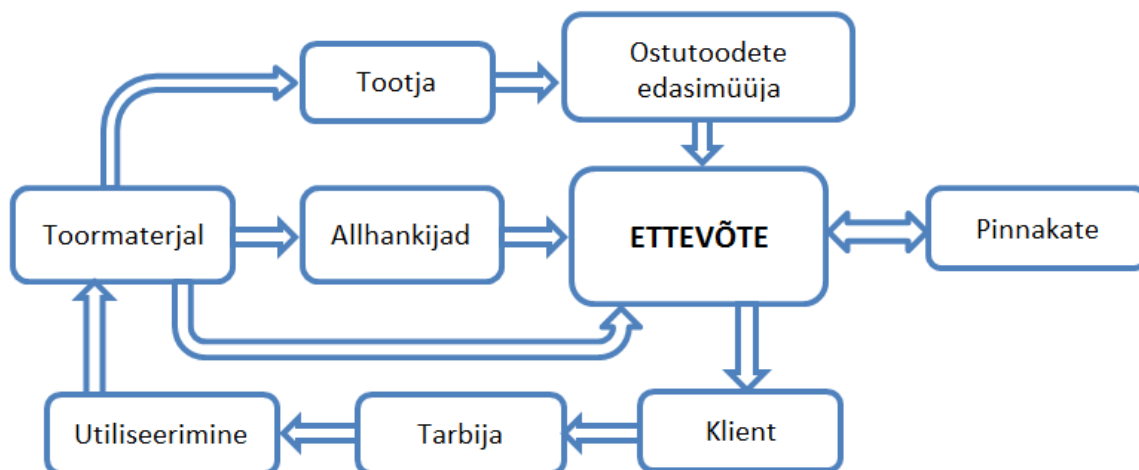 Tootja
Ostutoodete
edasimüüja
Toormaterjal
Allhankijad
ETTEVÕTE
Pinnakate
Utiliseerimine
Tarbija
Klient